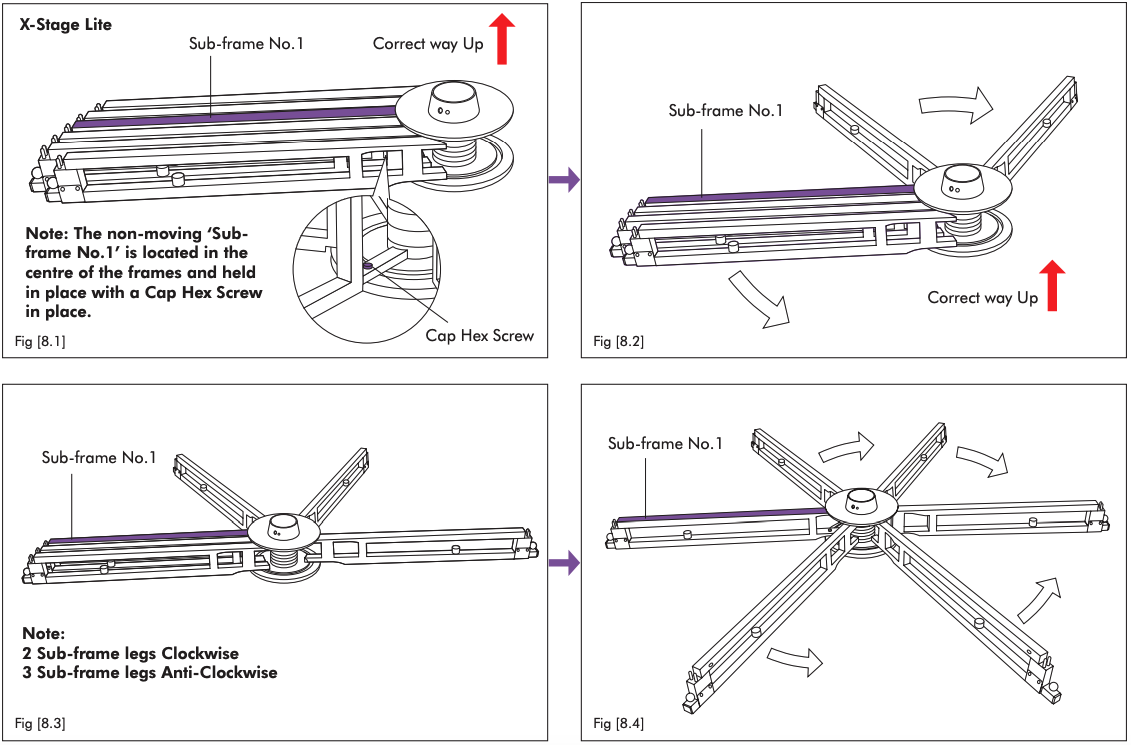 X-Stage Lite
Sub-frame No.1
Correct way Up
Note: The non-moving ‘Sub-
frame No.1’ is located in the
centre of the frames and held
in place with a Cap Hex Screw
in place.
Cap Hex Screw
Fig [8.1]
Sub-frame No.1
Correct way Up
Fig [8.2]
Sub-frame No.1
Note:
2 Sub-frame legs Clockwise
3 Sub-frame legs Anti-Clockwise
Fig [8.3]
Sub-frame No.1
Fig [8.4]